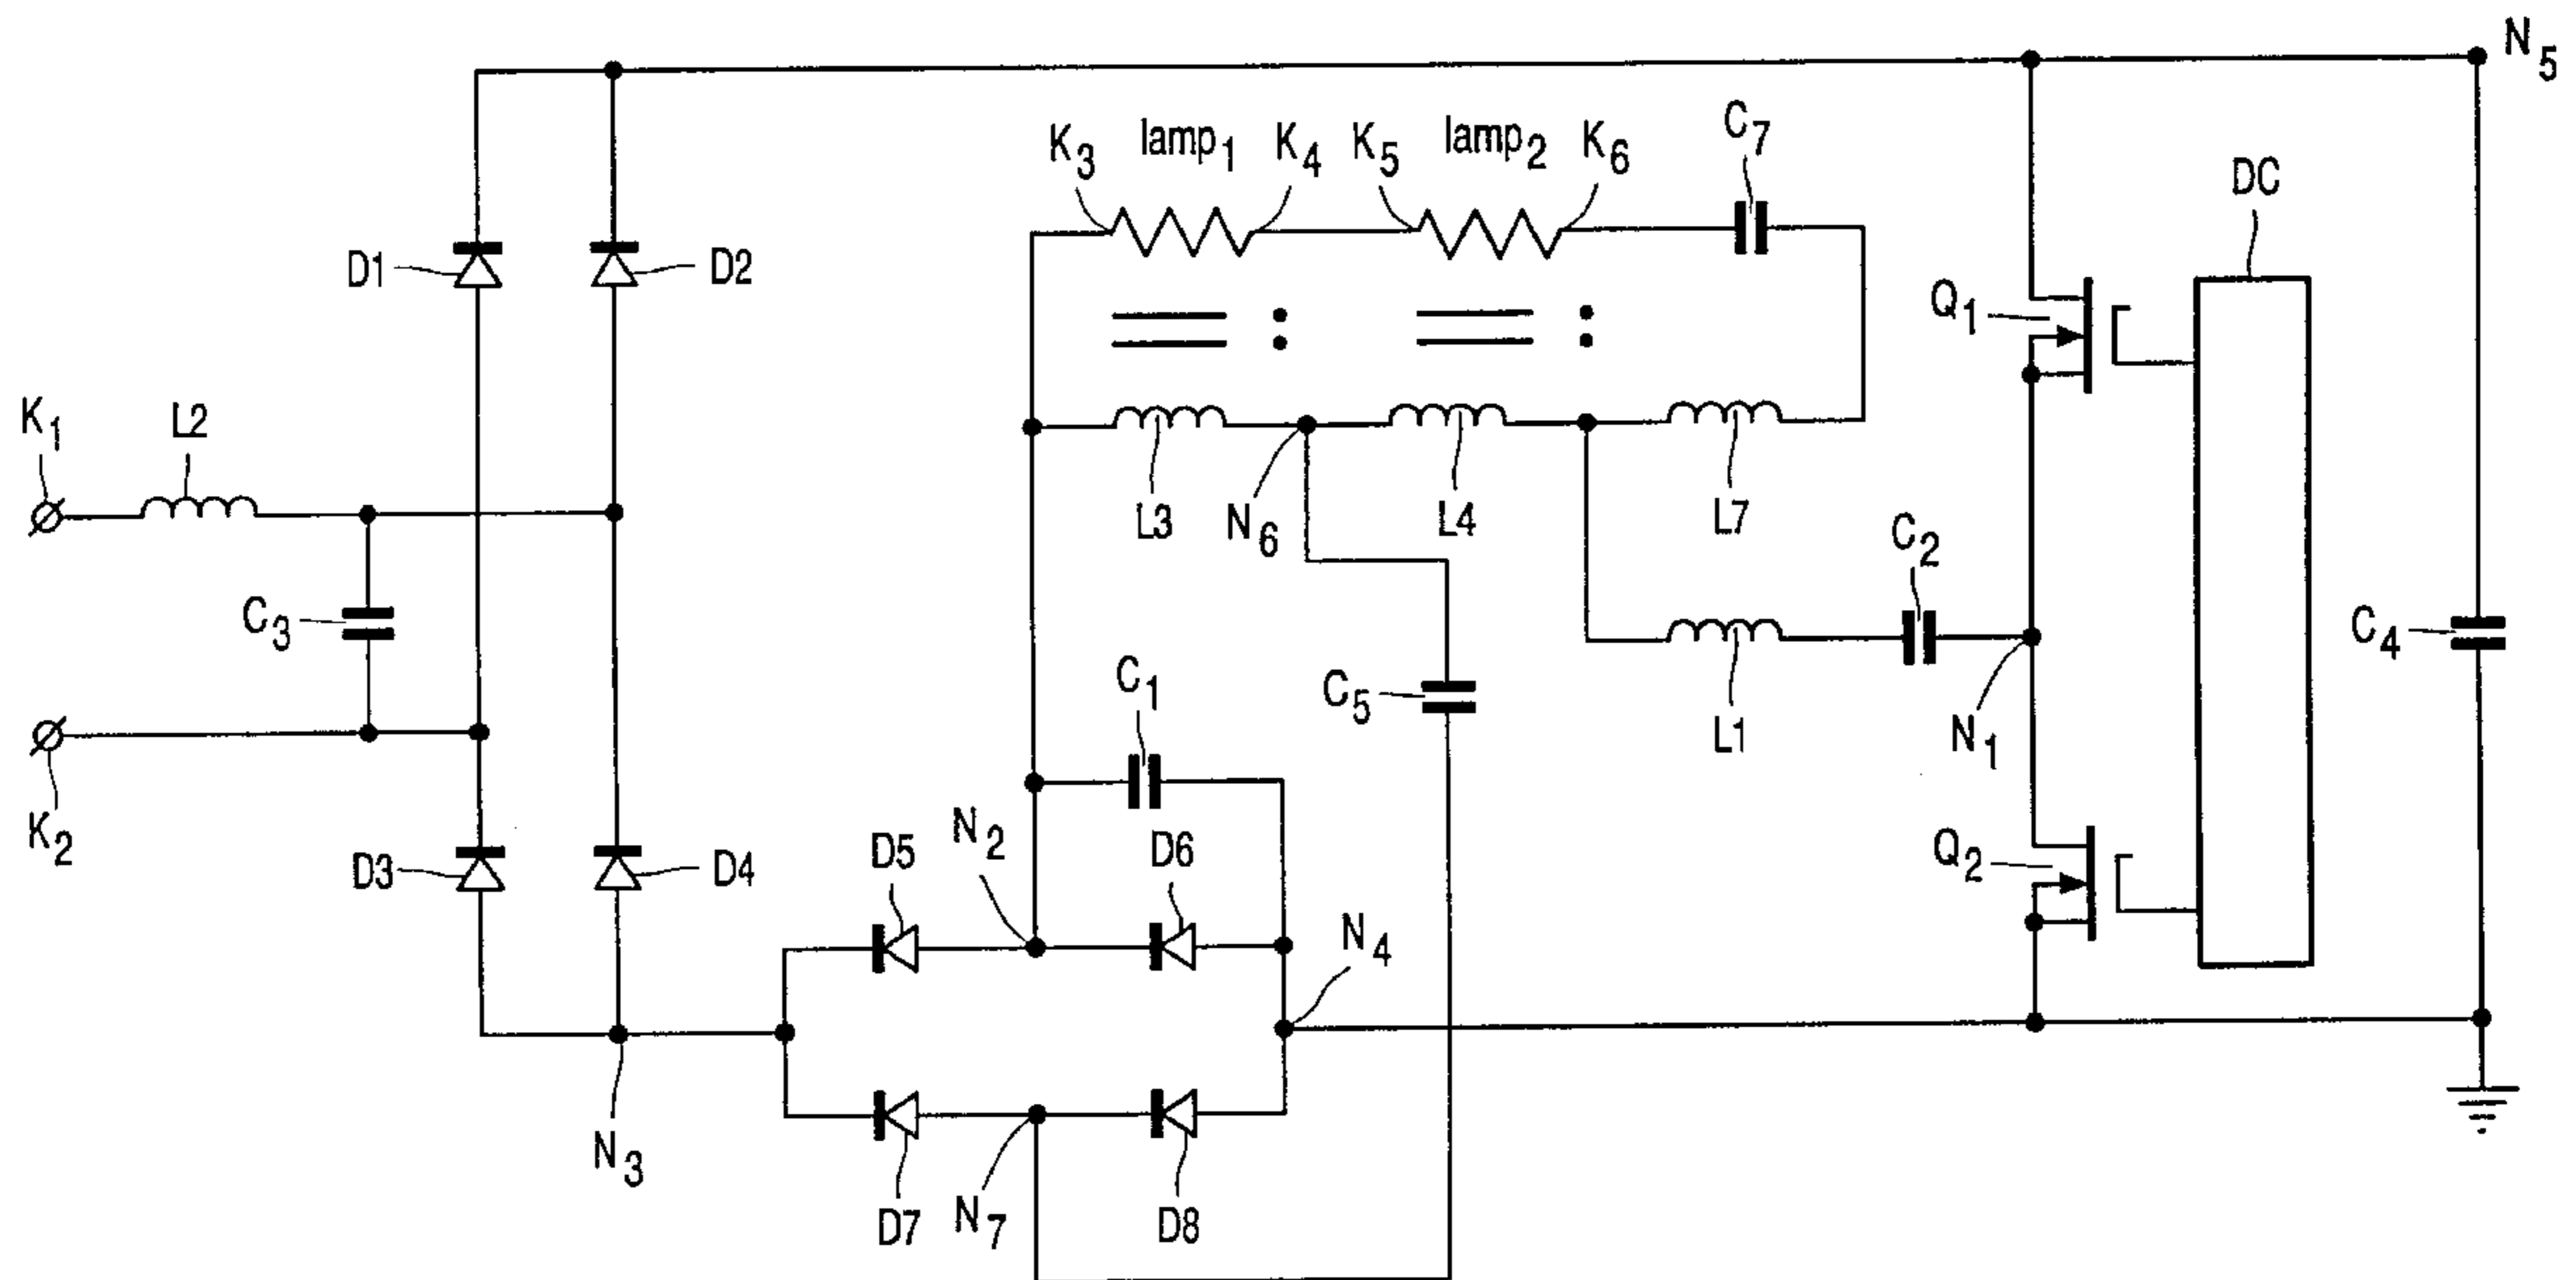 N5
K3 lamp1 K4 K5 lamp2 K6 C7
DC
D1 D2
Q1
K1 L2
L3 N6 L4 L7
C2
C3 C4
C1 C5
L1 N1
K2
D3 D4 D5 N2 D6 Q2
N4
N3
D7 N7 D8